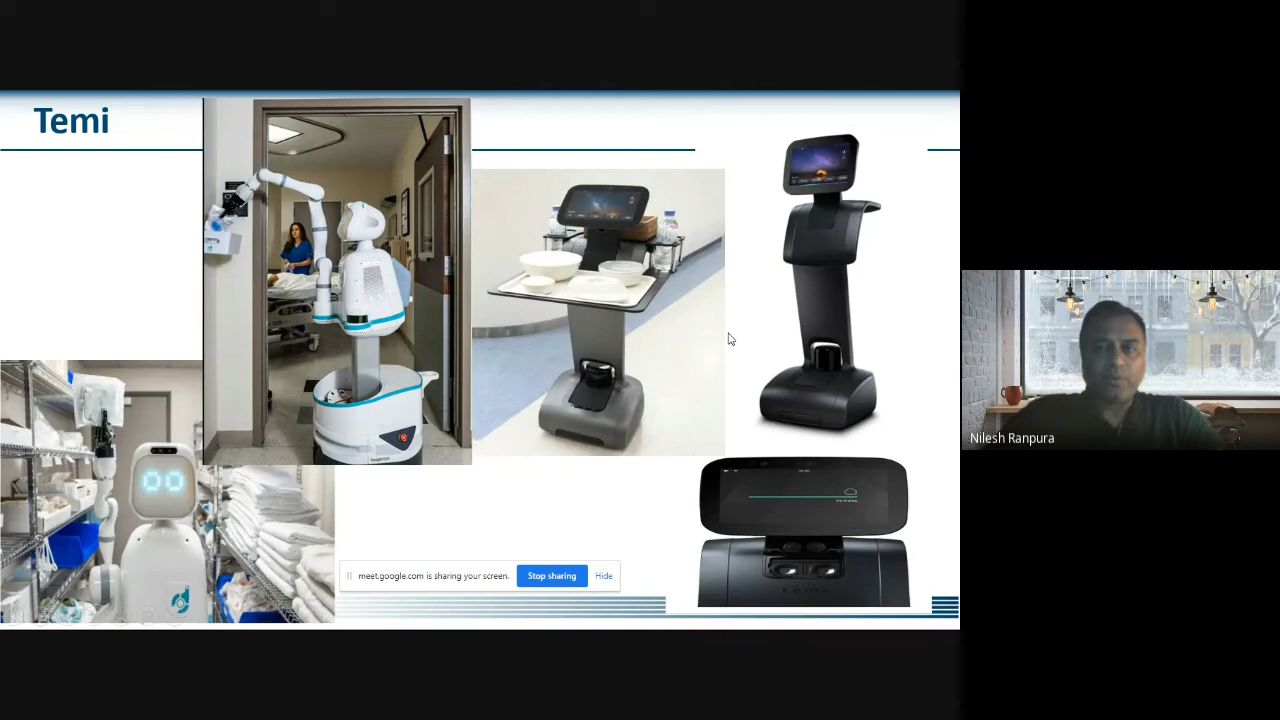 Temi
meet.google.com is sharing your screen.
Stop sharing
Hide
Nilesh Ranpura